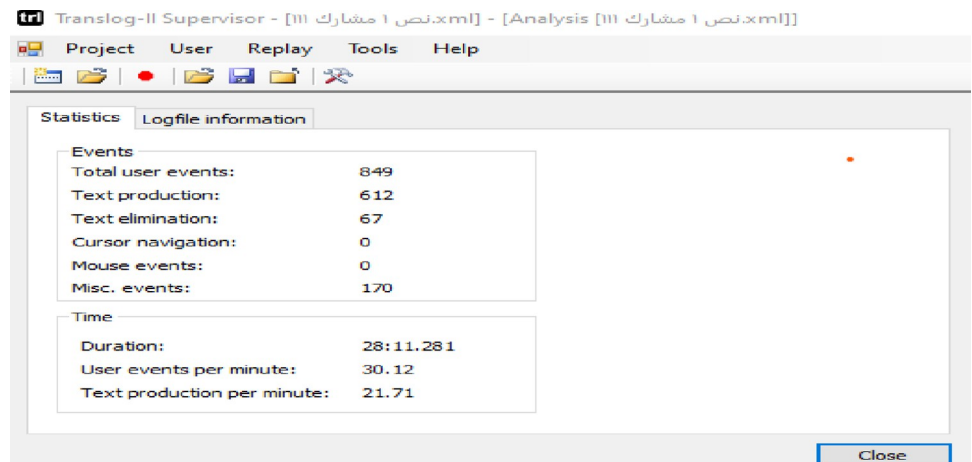 trl Translog-II Supervisor - [نص ١ مشارك ١١١.xml] - [Analysis [نص ١ مشارك ١١١.xml]]
Project User Replay Tools Help
Statistics Logfile information
Events
Total user events: 849
Text production: 612
Text elimination: 67
Cursor navigation: 0
Mouse events: 0
Misc. events: 170
Time
Duration: 28:11.281
User events per minute: 30.12
Text production per minute: 21.71
Close